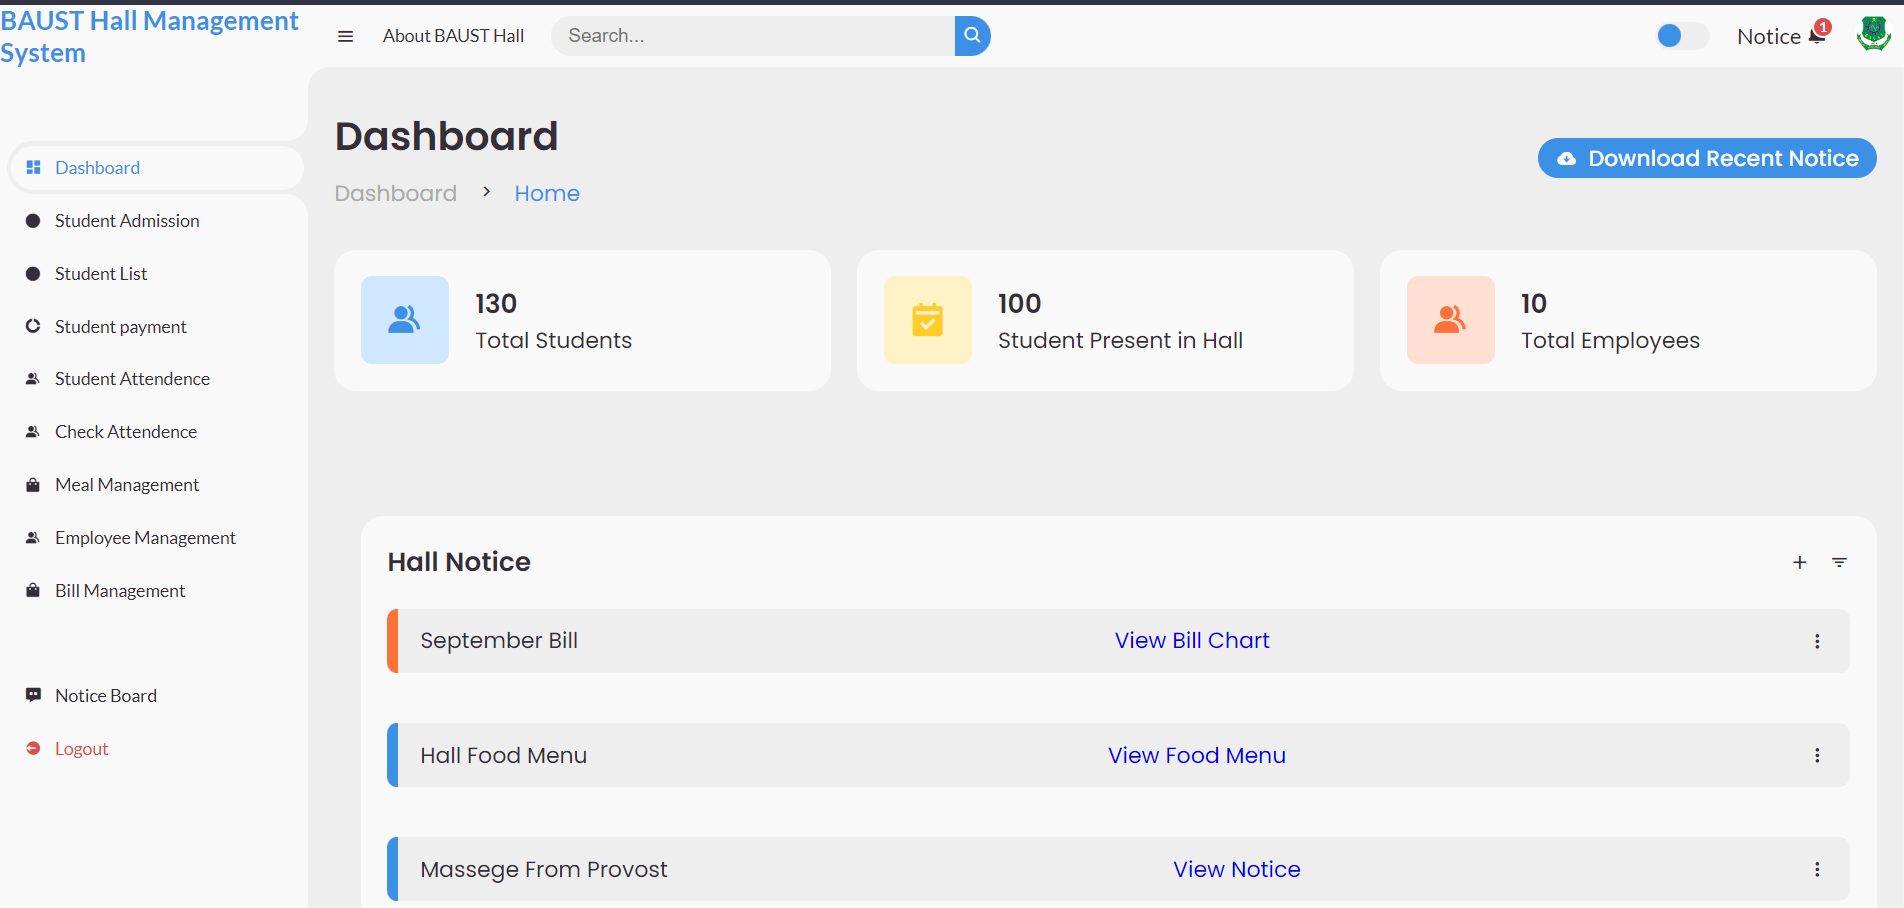 BAUST Hall Management
System
About BAUST Hall
Search...
Notice
1
Dashboard
Student Admission
Student List
Student payment
Student Attendence
Check Attendence
Meal Management
Employee Management
Bill Management
Notice Board
Logout
Dashboard
Dashboard > Home
Download Recent Notice
130
Total Students
100
Student Present in Hall
10
Total Employees
Hall Notice
September Bill
View Bill Chart
Hall Food Menu
View Food Menu
Massege From Provost
View Notice